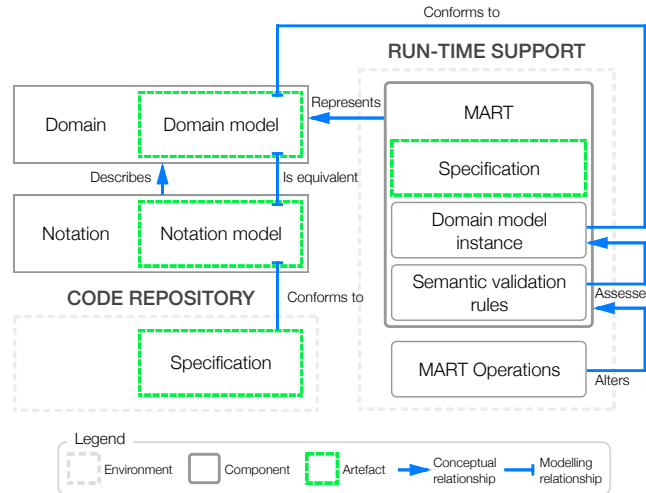 Conforms to
RUN-TIME SUPPORT
Represents
MART
Domain
Domain model
Specification
Describes
Is equivalent
Domain model
instance
Notation
Notation model
Semantic validation
rules
Assesse
CODE REPOSITORY
Conforms to
Specification
MART Operations
Alters
Legend
Environment
Component
Artefact
Conceptual
relationship
Modelling
relationship